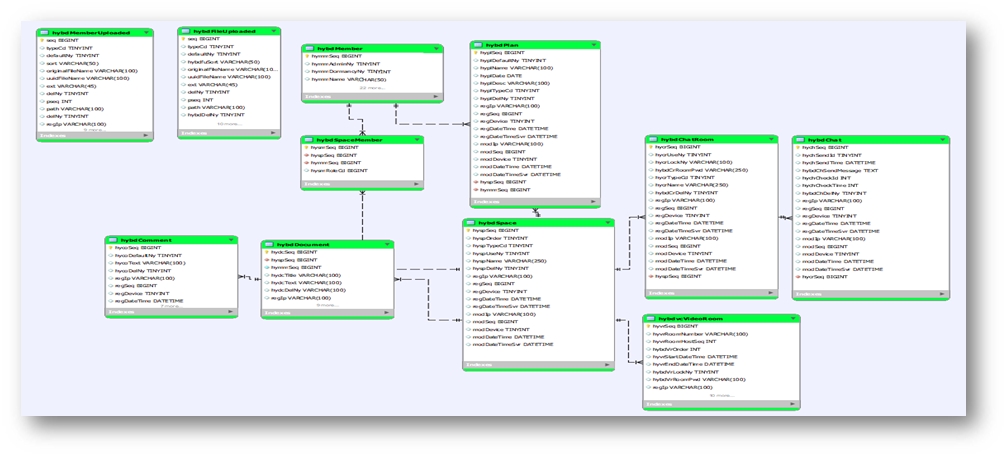 hybdMemberUploaded
seq BIGINT
typeCd TINYINT
defaultNy TINYINT
sort VARCHAR(50)
originalFileName VARCHAR(100)
uuidFileName VARCHAR(100)
ext VARCHAR(45)
delNy TINYINT
pseq INT
path VARCHAR(100)
delNy TINYINT
regIp VARCHAR(100)
Indexes
hybdFileUploaded
seq BIGINT
typeCd TINYINT
defaultNy TINYINT
hybdfuSort VARCHAR(50)
originalFileName VARCHAR(10...
uuidFileName VARCHAR(100)
ext VARCHAR(45)
delNy TINYINT
pseq INT
path VARCHAR(100)
hybdDelNy TINYINT
10 more...
Indexes
hybdMember
hymmSeq BIGINT
hymmAdminNy TINYINT
hymmDormancyNy TINYINT
hymmName VARCHAR(50)
22 more...
Indexes
hybdSpaceMember
hysmSeq BIGINT
hyspSeq BIGINT
hymmSeq BIGINT
hysmRoleCd BIGINT
Indexes
hybdPlan
hyplSeq BIGINT
hyplDefaultNy TINYINT
hyplName VARCHAR(100)
hyplDate DATE
hyplDesc VARCHAR(100)
hyplTypeCd TINYINT
hyplDelNy TINYINT
regIp VARCHAR(100)
regSeq BIGINT
regDevice TINYINT
regDateTime DATETIME
regDateTimeSvr DATETIME
modIp VARCHAR(100)
modSeq BIGINT
modDevice TINYINT
modDateTime DATETIME
modDateTimeSvr DATETIME
hyspSeq BIGINT
hymmSeq BIGINT
Indexes
hybdChatRoom
hycrSeq BIGINT
hycrUseNy TINYINT
hycrLockNy VARCHAR(100)
hybdCrRoomPwd VARCHAR(250)
hycrTypeCd TINYINT
hycrName VARCHAR(250)
hybdCrDelNy TINYINT
regIp VARCHAR(100)
regSeq BIGINT
regDevice TINYINT
regDateTime DATETIME
regDateTimeSvr DATETIME
modIp VARCHAR(100)
modSeq BIGINT
modDevice TINYINT
modDateTime DATETIME
modDateTimeSvr DATETIME
hyspSeq BIGINT
Indexes
hybdChat
hychSeq BIGINT
hychSendId TINYINT
hychSendTime DATETIME
hybdChSendMessage TEXT
hychCheckId INT
hychCheckTime INT
hybdChDelNy TINYINT
regIp VARCHAR(100)
regSeq BIGINT
regDevice TINYINT
regDateTime DATETIME
regDateTimeSvr DATETIME
modIp VARCHAR(100)
modSeq BIGINT
modDevice TINYINT
modDateTime DATETIME
modDateTimeSvr DATETIME
hycrSeq BIGINT
Indexes
hybdComment
hycoSeq BIGINT
hycoDefaultNy TINYINT
hycoText VARCHAR(100)
hycoDelNy TINYINT
regIp VARCHAR(100)
regSeq BIGINT
regDevice TINYINT
regDateTime DATETIME
7 more...
Indexes
hybdDocument
hydcSeq BIGINT
hyspSeq BIGINT
hymmSeq BIGINT
hydcTitle VARCHAR(100)
hydcText VARCHAR(100)
hydcDelNy VARCHAR(100)
regIp VARCHAR(100)
Indexes
hybdSpace
hyspSeq BIGINT
hyspOrder TINYINT
hyspTypeCd TINYINT
hyspUseNy TINYINT
hyspName VARCHAR(250)
hyspDelNy TINYINT
regIp VARCHAR(100)
regSeq BIGINT
regDevice TINYINT
regDateTime DATETIME
regDateTimeSvr DATETIME
modIp VARCHAR(100)
modSeq BIGINT
modDevice TINYINT
modDateTime DATETIME
modDateTimeSvr DATETIME
Indexes
hybdvcVideoRoom
hyvrSeq BIGINT
hyvrRoomNumber VARCHAR(100)
hyvrRoomHostSeq INT
hybdVrOrder INT
hyvrStartDateTime DATETIME
hyvrEndDateTime DATETIME
hybdVrLockNy TINYINT
hybdVrRoomPwd VARCHAR(100)
regIp VARCHAR(100)
10 more...
Indexes